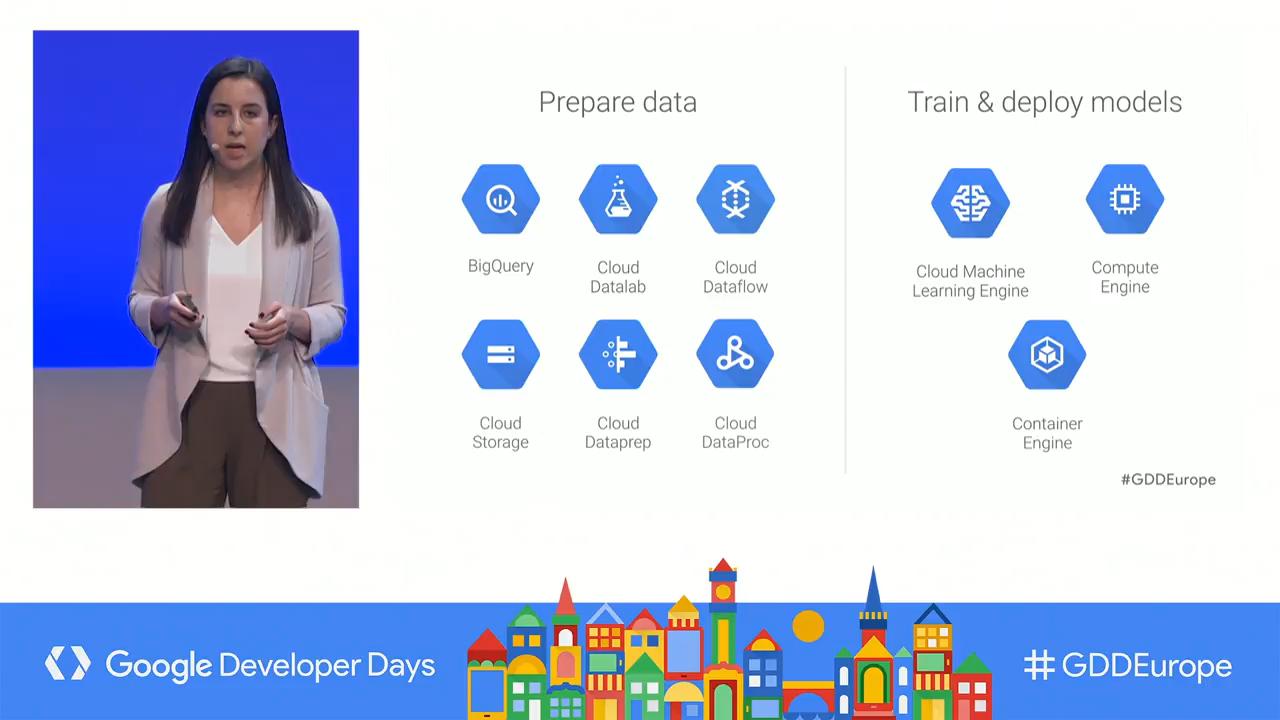 Prepare data
BigQuery
Cloud
Datalab
Cloud
Dataflow
Cloud
Storage
Cloud
Dataprep
Cloud
DataProc
Train & deploy models
Cloud Machine
Learning Engine
Compute
Engine
Container
Engine
#GDDEurope
Google Developer Days
#GDDEurope